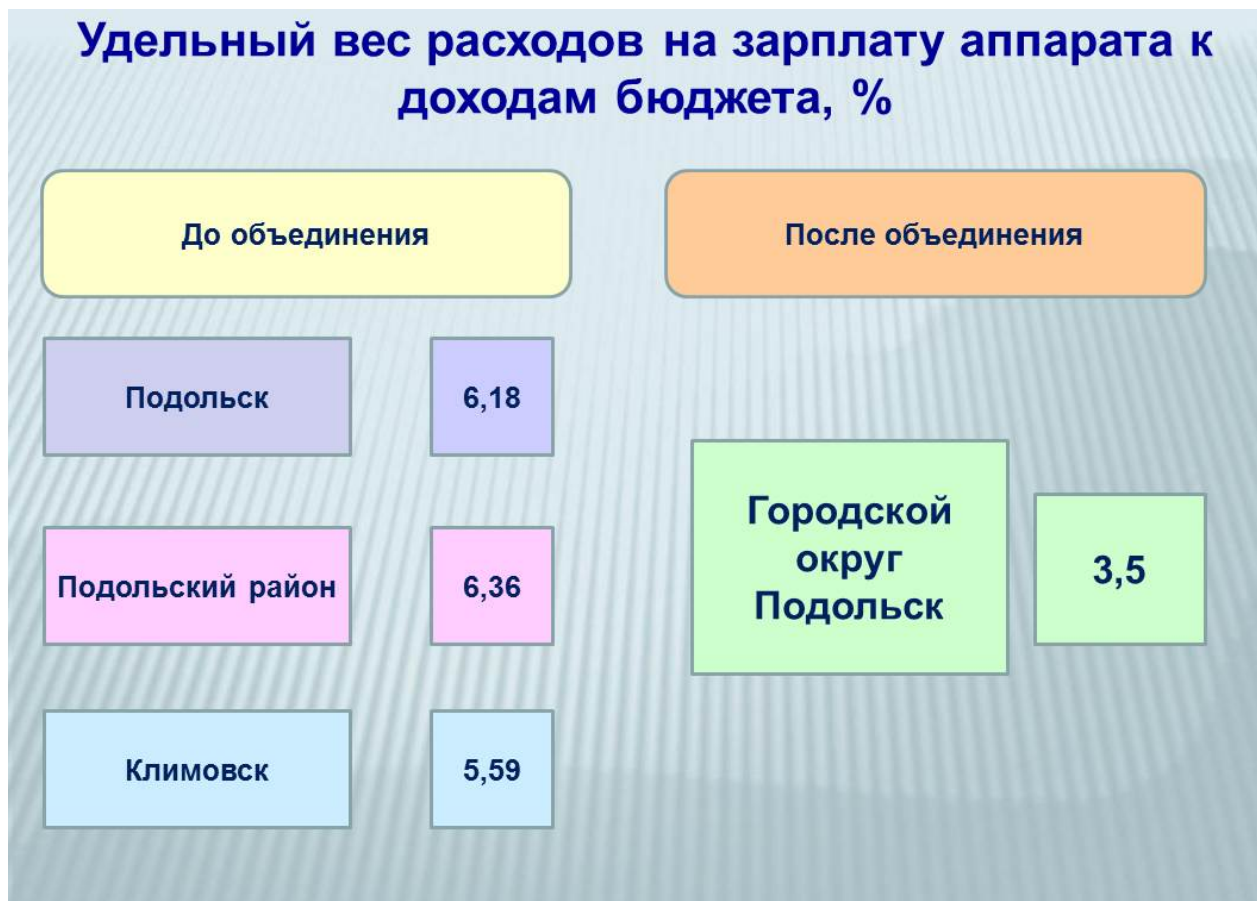 Удельный вес расходов на зарплату аппарата к
доходам бюджета, %
До объединения
После объединения
Подольск
6,18
Подольский район
6,36
Климовск
5,59
Городской
округ
Подольск
3,5